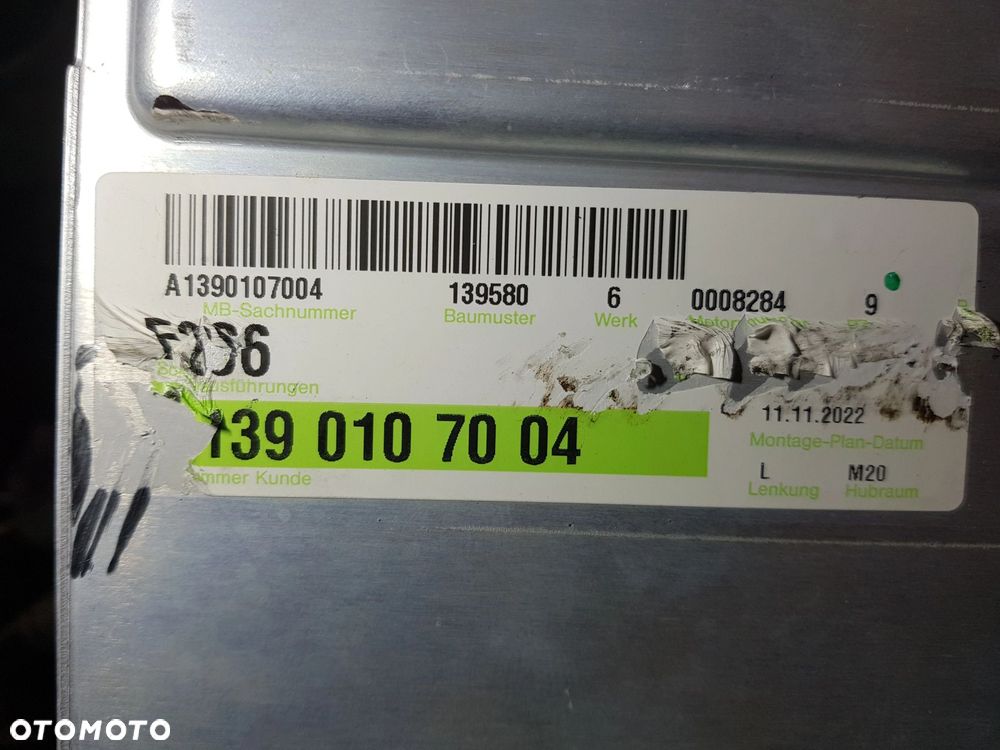 A1390107004 139580 6 0008284 9
MB-Sachnummer Baumuster Werk
139 010 70 04
11.11.2022
Montage-Plan-Datum
Kunde
L M20
Lenkung Hubraum
OTOMOTO